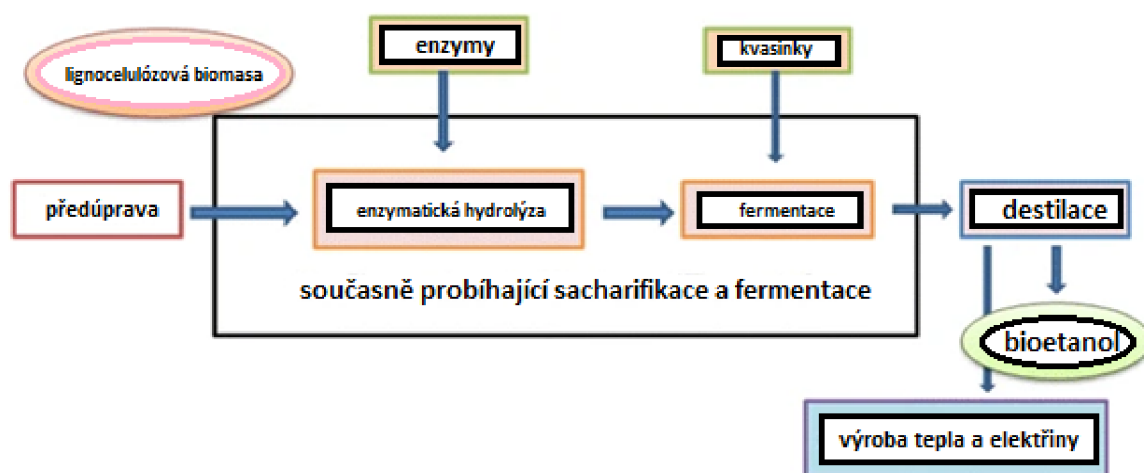 enzymy
kvasinky
lignocelulózová biomasa
předúprava
enzymatická hydrolýza
fermentace
destilace
současně probíhající sacharifikace a fermentace
bioetanol
výroba tepla a elektřiny